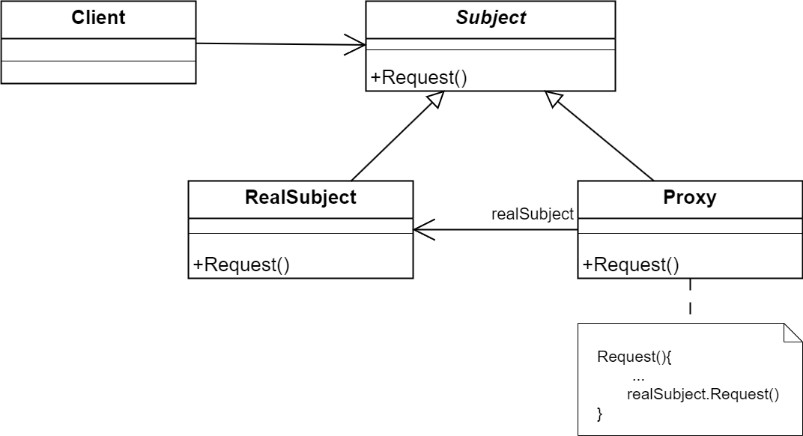 Client
Subject
+Request()
RealSubject
+Request()
realSubject
Proxy
+Request()
Request(){
...
realSubject.Request()
}